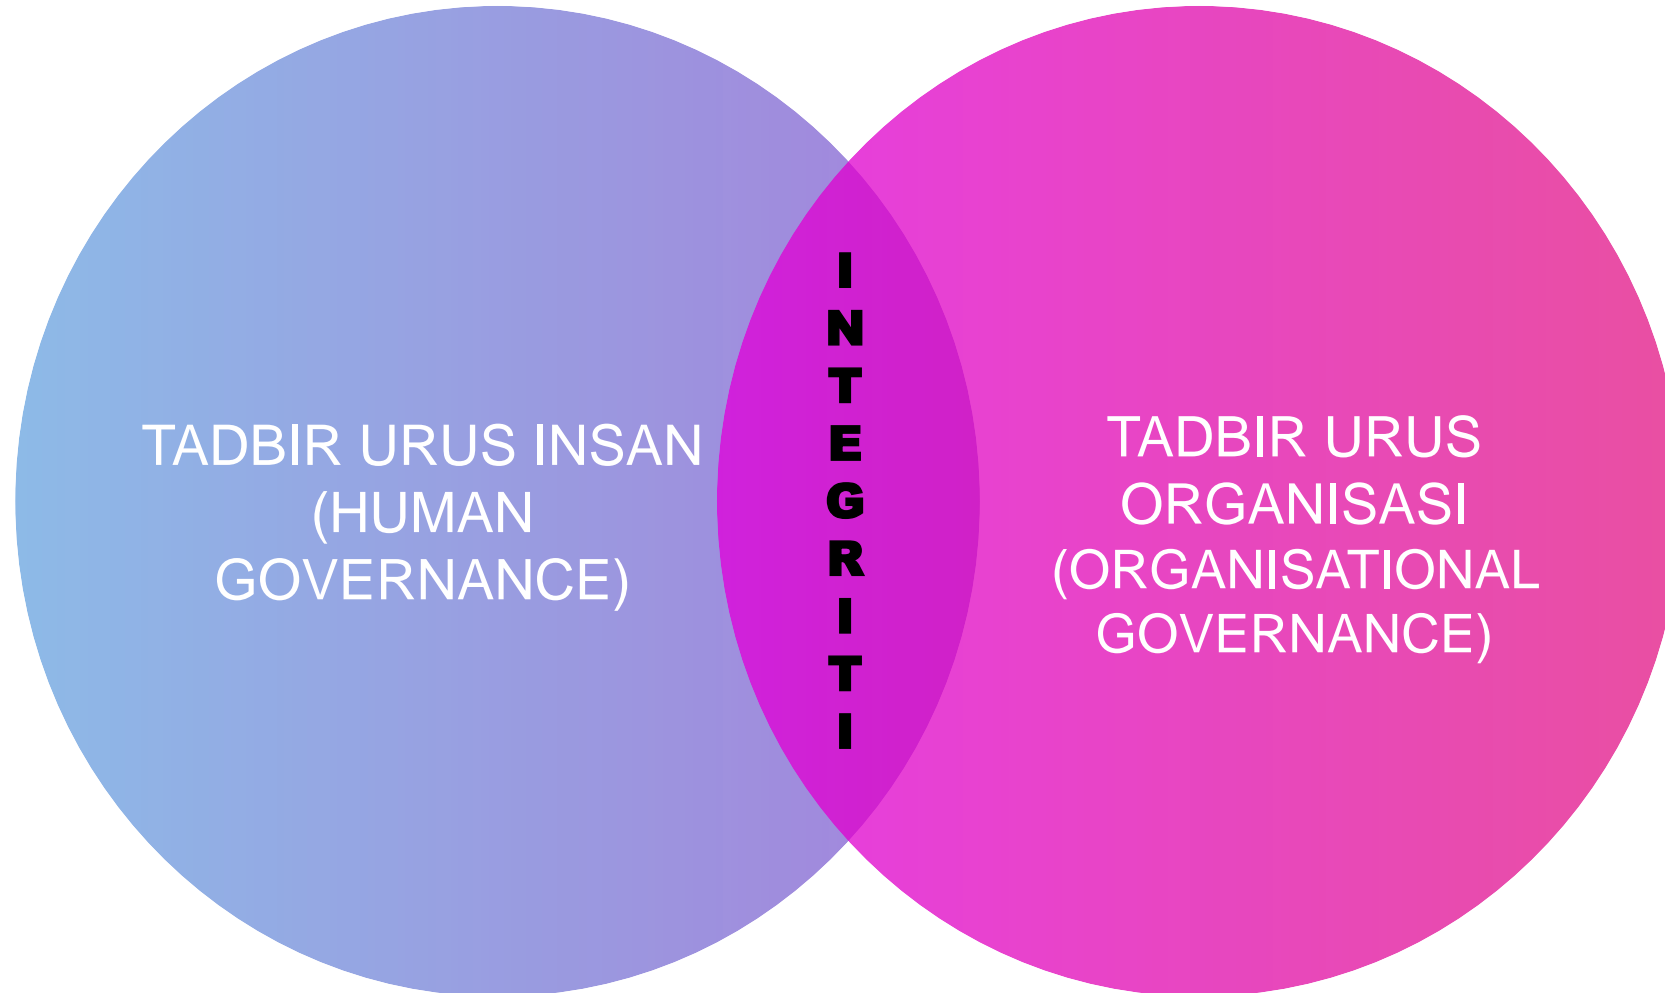 TADBIR URUS INSAN
(HUMAN
GOVERNANCE)
I
N
T
E
G
R
I
T
I
TADBIR URUS
ORGANISASI
(ORGANISATIONAL
GOVERNANCE)